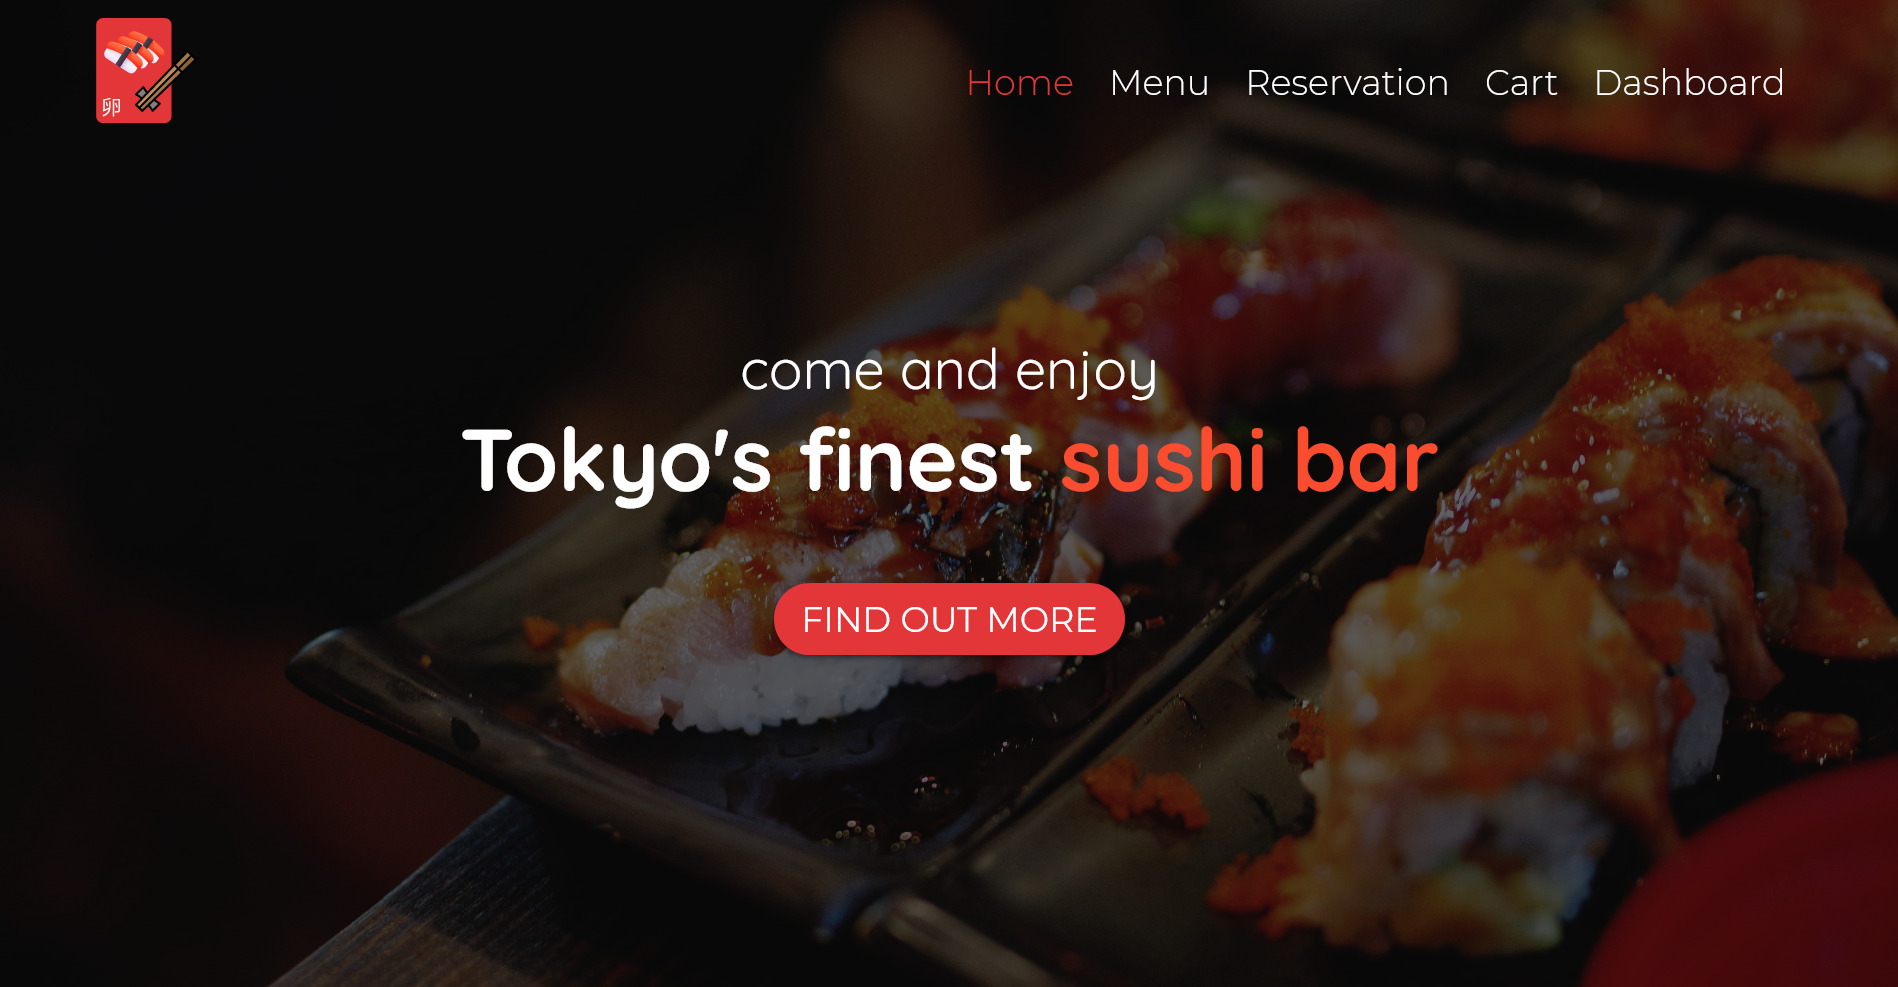 卵
Home Menu Reservation Cart Dashboard
come and enjoy
Tokyo's finest sushi bar
FIND OUT MORE